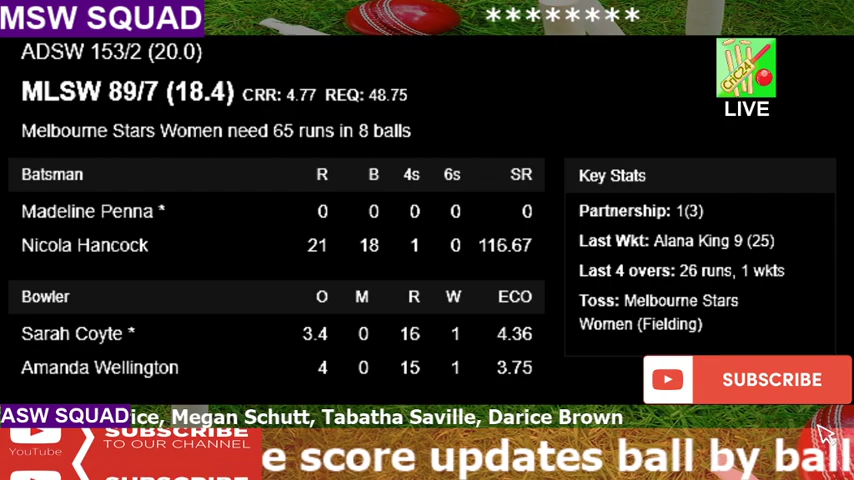 MSW SQUAD
********
ADSW 153/2 (20.0)
MLSW 89/7 (18.4) CRR: 4.77 REQ: 48.75
Melbourne Stars Women need 65 runs in 8 balls
CriC24
LIVE
Batsman R B 4s 6s SR
Madeline Penna * 0 0 0 0 0
Nicola Hancock 21 18 1 0 116.67
Bowler O M R W ECO
Sarah Coyte * 3.4 0 16 1 4.36
Amanda Wellington 4 0 15 1 3.75
Key Stats
Partnership: 1(3)
Last Wkt: Alana King 9 (25)
Last 4 overs: 26 runs, 1 wkts
Toss: Melbourne Stars
Women (Fielding)
SUBSCRIBE
ASW SQUAD ice, Megan Schutt, Tabatha Saville, Darice Brown
YouTube
SUBSCRIBE
TO OUR CHANNEL
SUBSCRIBE
e score updates ball by ball